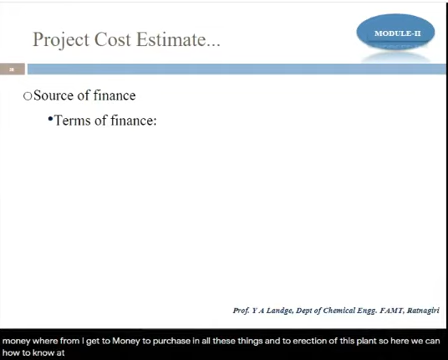 Project Cost Estimate...
MODULE-II
Source of finance
Terms of finance:
Prof. Y A Landge, Dept of Chemical Engg. FAMT, Ratnagiri
money where from I get to Money to purchase in all these things and to erection of this plant so here we can
how to know at